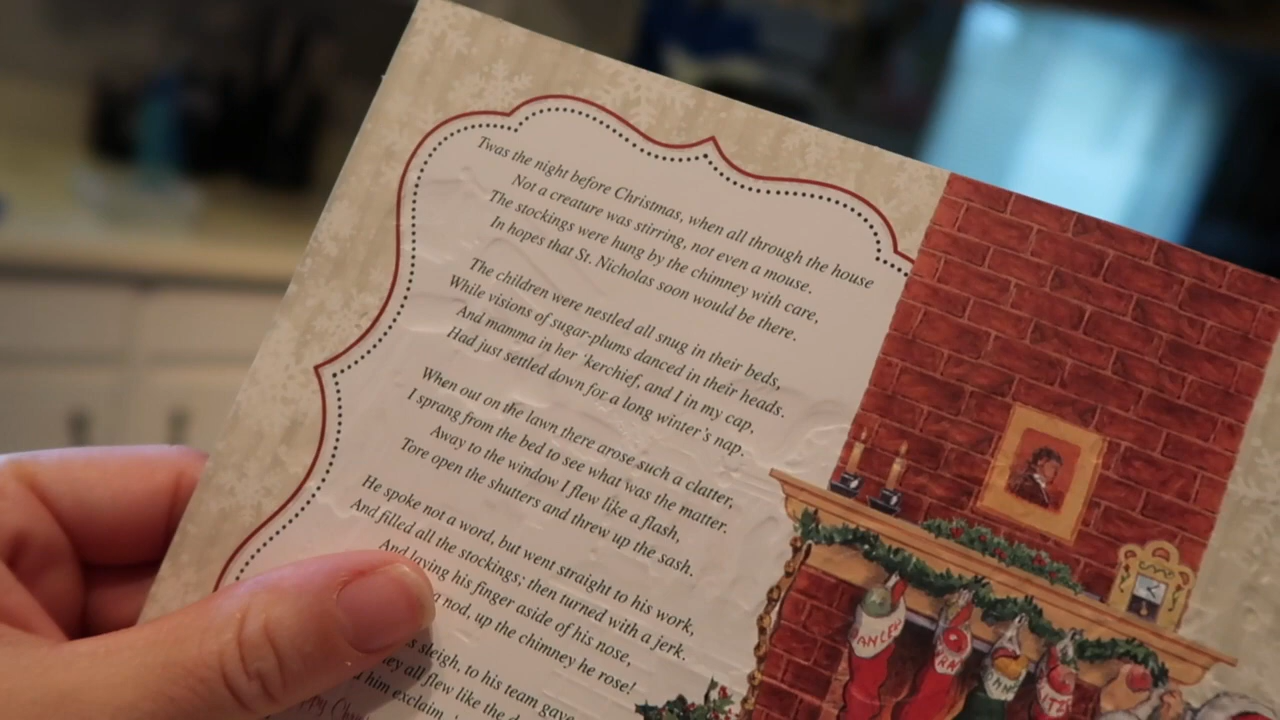 Twas the night before Christmas, when all through the house
Not a creature was stirring, not even a mouse.
The stockings were hung by the chimney with care,
In hopes that St. Nicholas soon would be there.
The children were nestled all snug in their beds,
While visions of sugar-plums danced in their heads.
And mamma in her 'kerchief, and I in my cap,
Had just settled down for a long winter's nap.
When out on the lawn there arose such a clatter,
I sprang from the bed to see what was the matter.
Away to the window I flew like a flash,
Tore open the shutters and threw up the sash.
He spoke not a word, but went straight to his work,
And filled all the stockings; then turned with a jerk.
And laying his finger aside of his nose,
a nod, up the chimney he rose!
sleigh, to his team gave
all flew like the
him exclaim